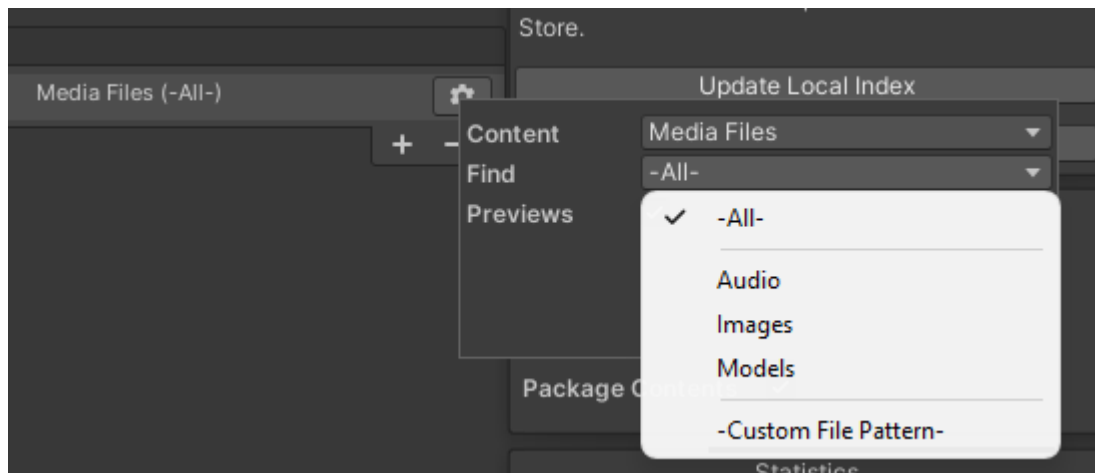 Store.
Media Files (-All-)
Update Local Index
Content
Media Files
Find
-All-
Previews
-All-
Audio
Images
Models
-Custom File Pattern-
Package
Statistics